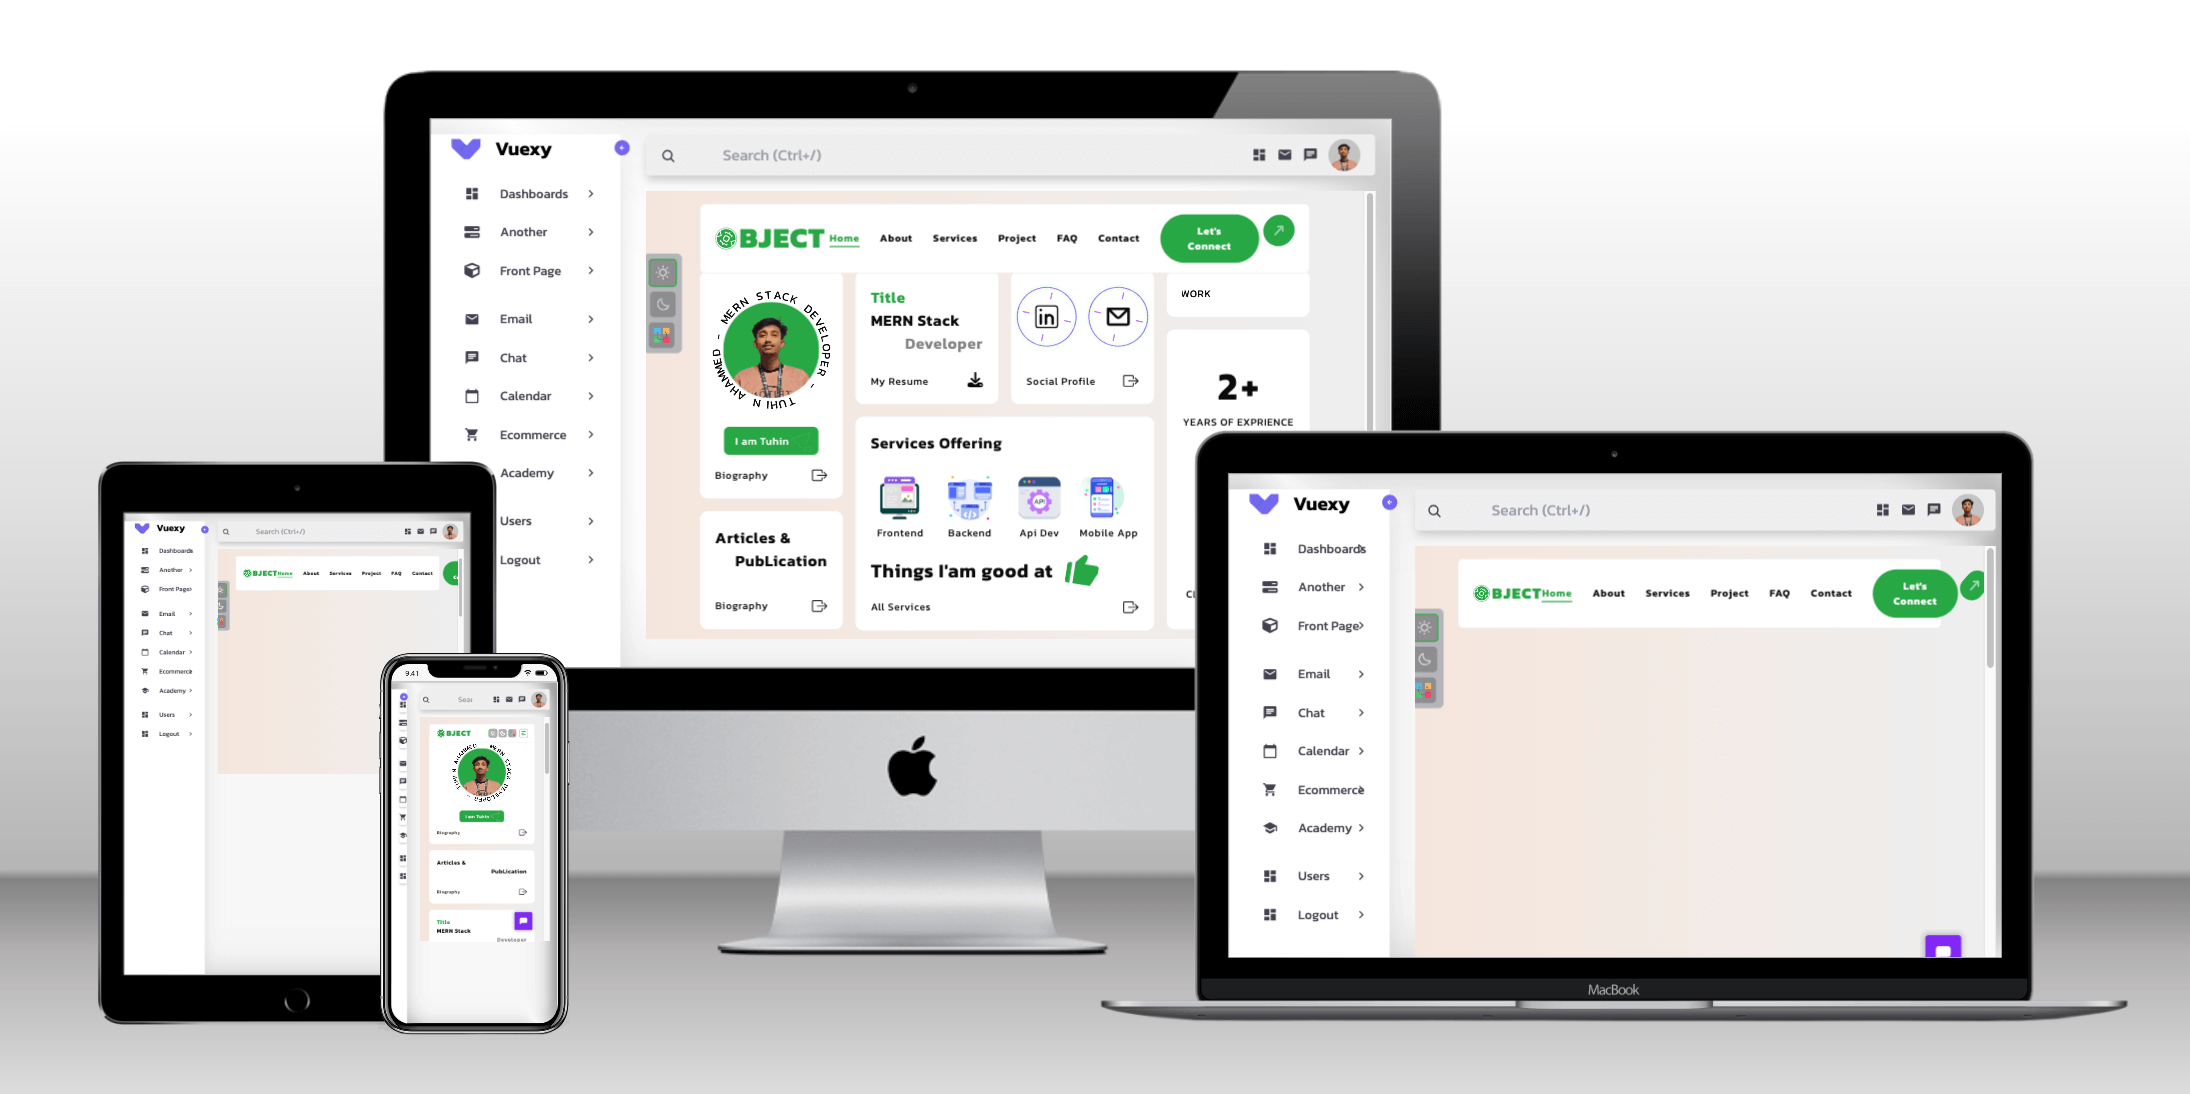 Vuexy
Search (Ctrl+/)
Dashboards
Another
Front Page
Email
Chat
Calendar
Ecommerce
Academy
Users
Logout
BJECT
Home
About
Services
Project
FAQ
Contact
Let's
Connect
MERN STACK DEVELOPER - TUHIN AHAMMED -
I am Tuhin
Biography
Title
MERN Stack
Developer
My Resume
Social Profile
WORK
2+
YEARS OF EXPRIENCE
Services Offering
API
Frontend
Backend
Api Dev
Mobile App
Things I'am good at
All Services
Articles &
PubLication
Biography
Vuexy
Search (Ctrl+/)
Dashboards
Another
Front Page
Email
Chat
Calendar
Ecommerce
Academy
Users
Logout
BJECT
Home
About
Services
Project
FAQ
Contact
9:41
Sear
BJECT
MERN STACK DEVELOPER - TUHIN AHAMMED -
I am Tuhin
Biography
Articles &
PubLication
Biography
Title
MERN Stack
Developer
Vuexy
Search (Ctrl+/)
Dashboards
Another
Front Page
Email
Chat
Calendar
Ecommerce
Academy
Users
Logout
BJECT
Home
About
Services
Project
FAQ
Contact
Let's
Connect
MacBook